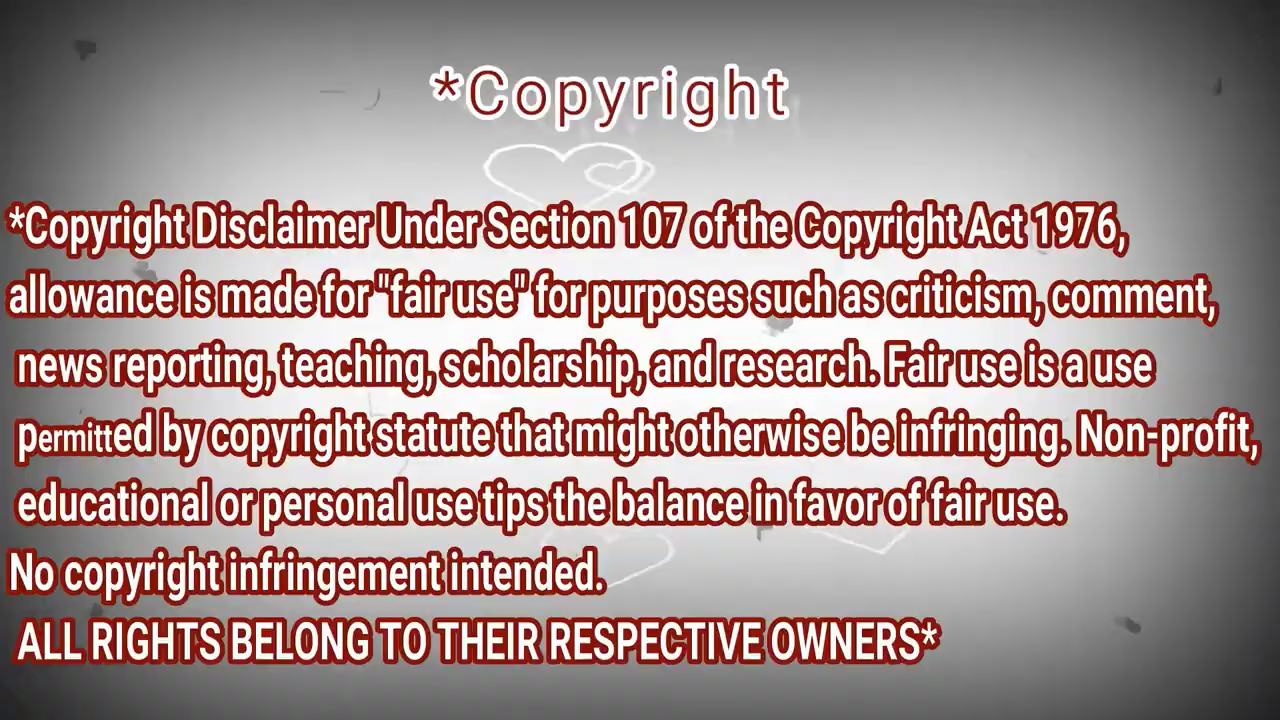 *Copyright
*Copyright Disclaimer Under Section 107 of the Copyright Act 1976,
allowance is made for "fair use" for purposes such as criticism, comment,
news reporting, teaching, scholarship, and research. Fair use is a use
permitted by copyright statute that might otherwise be infringing. Non-profit,
educational or personal use tips the balance in favor of fair use.
No copyright infringement intended.
ALL RIGHTS BELONG TO THEIR RESPECTIVE OWNERS*